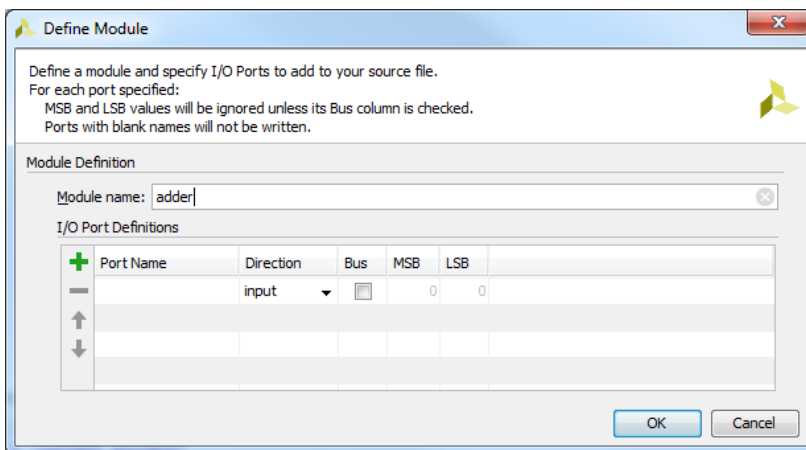 Define Module
Define a module and specify I/O Ports to add to your source file.
For each port specified:
MSB and LSB values will be ignored unless its Bus column is checked.
Ports with blank names will not be written.
Module Definition
Module name: adder
I/O Port Definitions
Port Name Direction Bus MSB LSB
input 0 0
OK Cancel